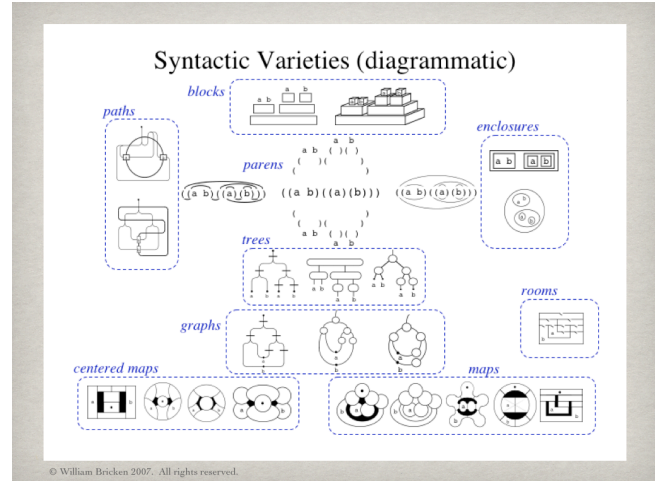 Syntactic Varieties (diagrammatic)
blocks
a b a b
paths
enclosures
a b
a b ( )( )
parens
( ( )( ) )
( )
((a b)((a)(b)))
((a b)((a)(b)))
((a b)((a)(b)))
( )
( ( )( ) )
a b ( )( )
a b
a b a b
trees
rooms
graphs
centered maps
maps
© William Bricken 2007. All rights reserved.